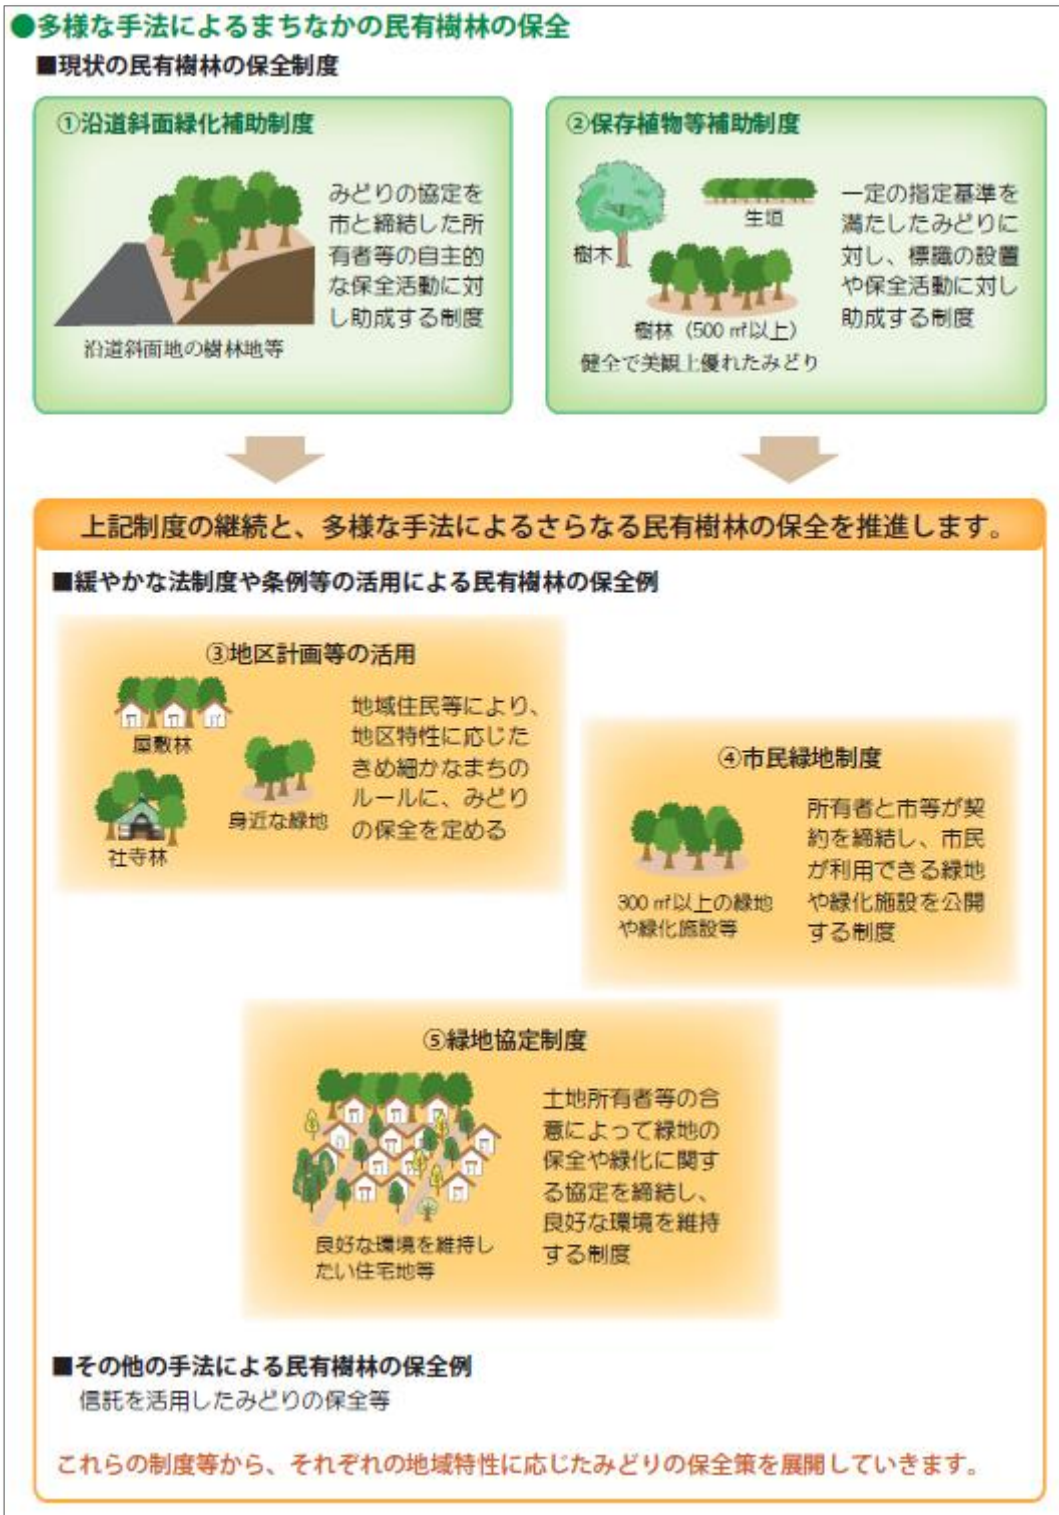 ●多様な手法によるまちなかの民有樹林の保全
■現状の民有樹林の保全制度
①沿道斜面緑化補助制度
みどりの協定を
市と締結した所
有者等の自主的
な保全活動に対
し助成する制度
沿道斜面地の樹林地等
②保存植物等補助制度
樹木
生垣
樹林（500 ㎡以上）
健全で美観上優れたみどり
一定の指定基準を
満たしたみどりに
対し、標識の設置
や保全活動に対し
助成する制度
上記制度の継続と、多様な手法によるさらなる民有樹林の保全を推進します。
■緩やかな法制度や条例等の活用による民有樹林の保全例
③地区計画等の活用
屋敷林
身近な緑地
社寺林
地域住民等により、
地区特性に応じた
きめ細かなまちの
ルールに、みどり
の保全を定める
④市民緑地制度
300 ㎡以上の緑地
や緑化施設等
所有者と市等が契
約を締結し、市民
が利用できる緑地
や緑化施設を公開
する制度
⑤緑地協定制度
良好な環境を維持し
たい住宅地等
土地所有者等の合
意によって緑地の
保全や緑化に関す
る協定を締結し、
良好な環境を維持
する制度
■その他の手法による民有樹林の保全例
信託を活用したみどりの保全等
これらの制度等から、それぞれの地域特性に応じたみどりの保全策を展開していきます。